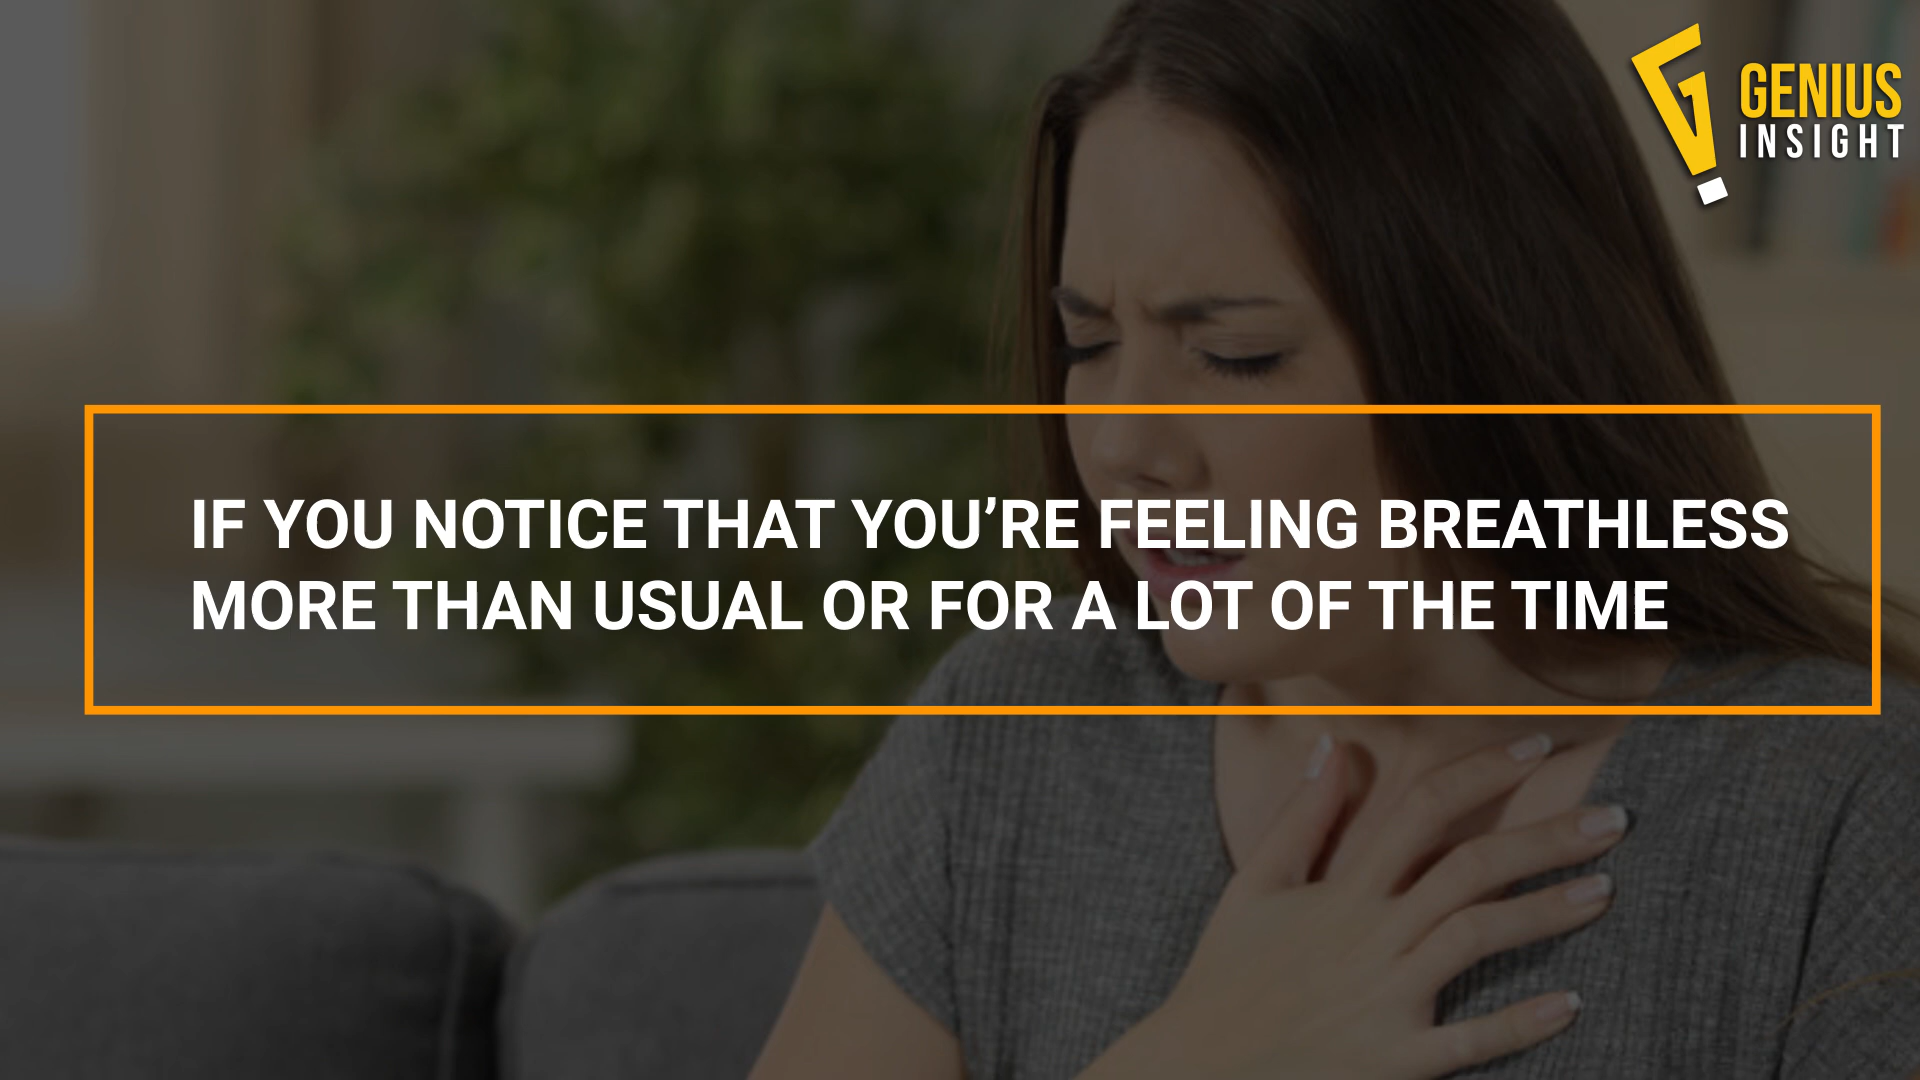 GENIUS
INSIGHT
IF YOU NOTICE THAT YOU’RE FEELING BREATHLESS
MORE THAN USUAL OR FOR A LOT OF THE TIME